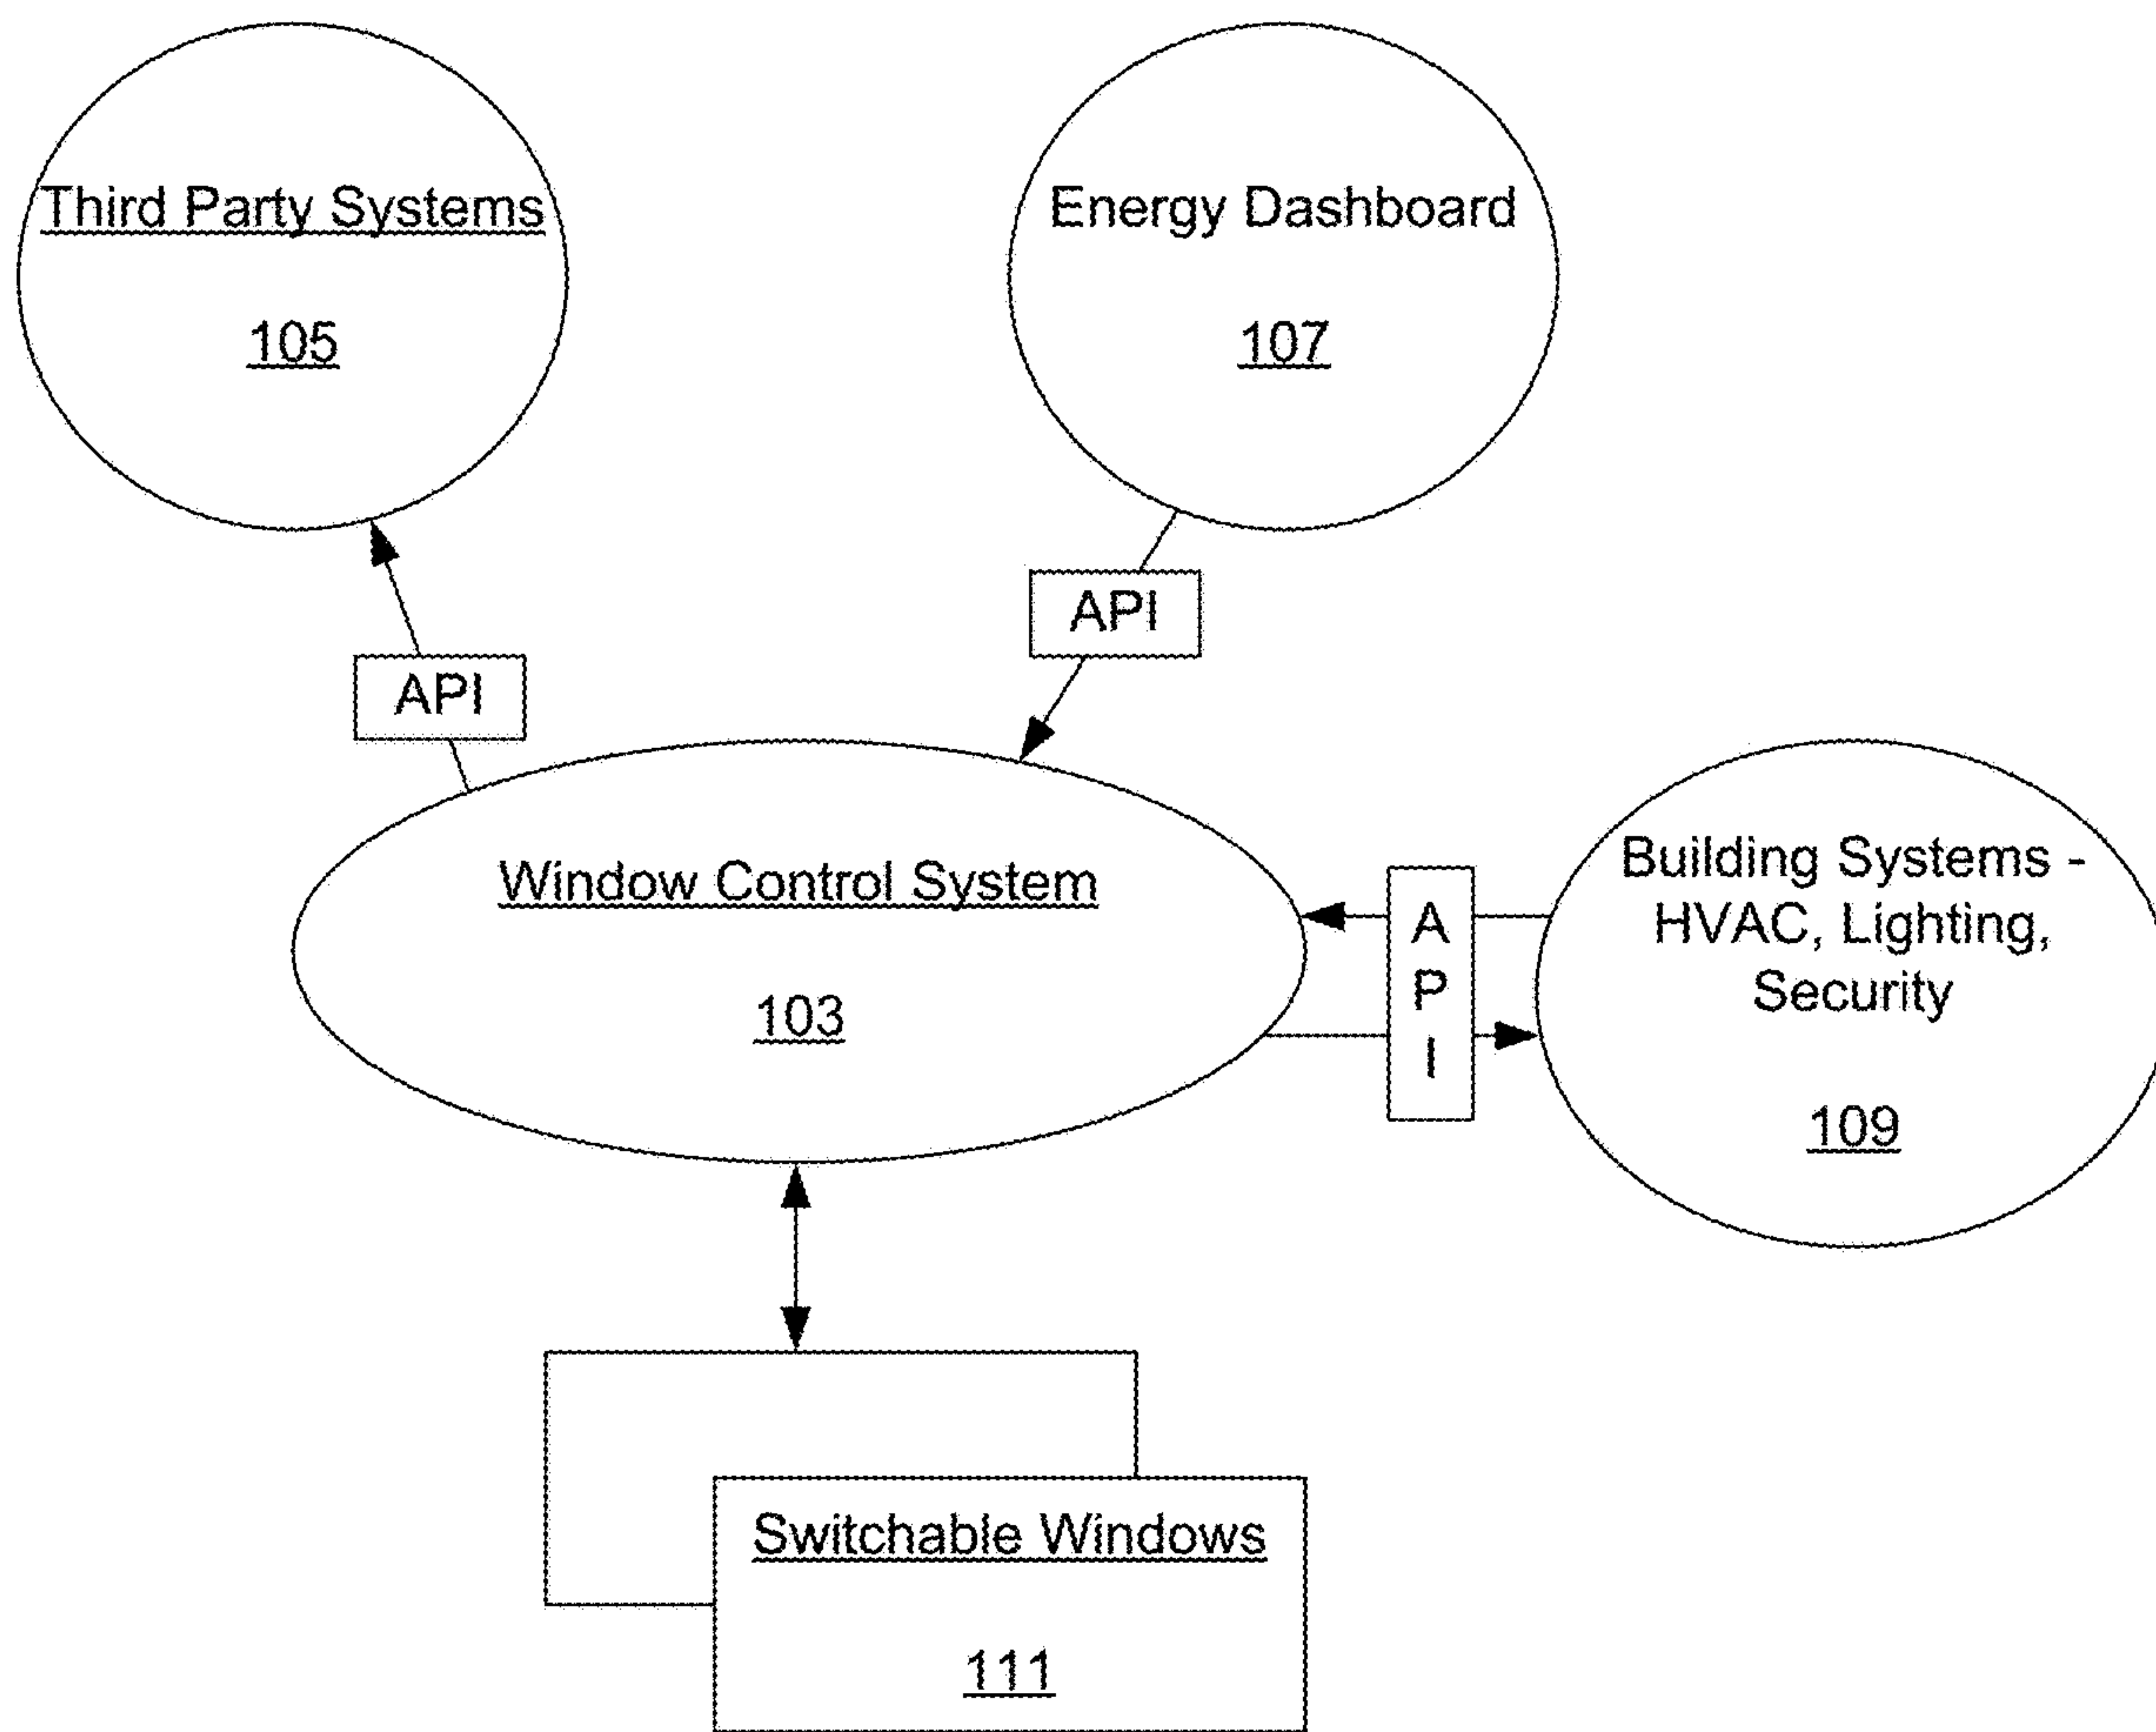 Third Party Systems
105
Energy Dashboard
107
API
API
Window Control System
103
A
P
I
Building Systems -
HVAC, Lighting,
Security
109
Switchable Windows
111